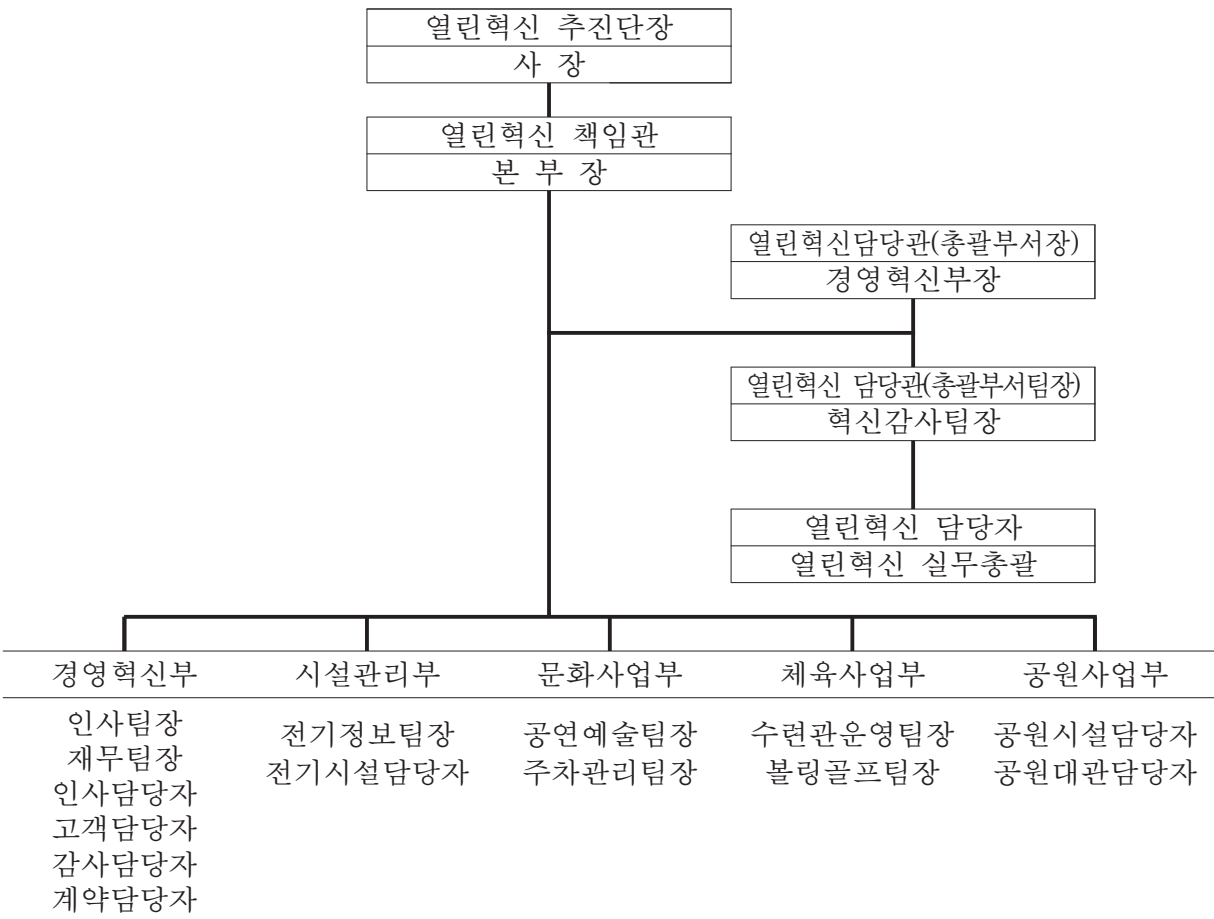 열린혁신 추진단장
사 장
열린혁신 책임관
본 부 장
열린혁신담당관(총괄부서장)
경영혁신부장
열린혁신 담당관(총괄부서팀장)
혁신감사팀장
열린혁신 담당자
열린혁신 실무총괄
경영혁신부
인사팀장
재무팀장
인사담당자
고객담당자
감사담당자
계약담당자
시설관리부
전기정보팀장
전기시설담당자
문화사업부
공연예술팀장
주차관리팀장
체육사업부
수련관운영팀장
볼링골프팀장
공원사업부
공원시설담당자
공원대관담당자